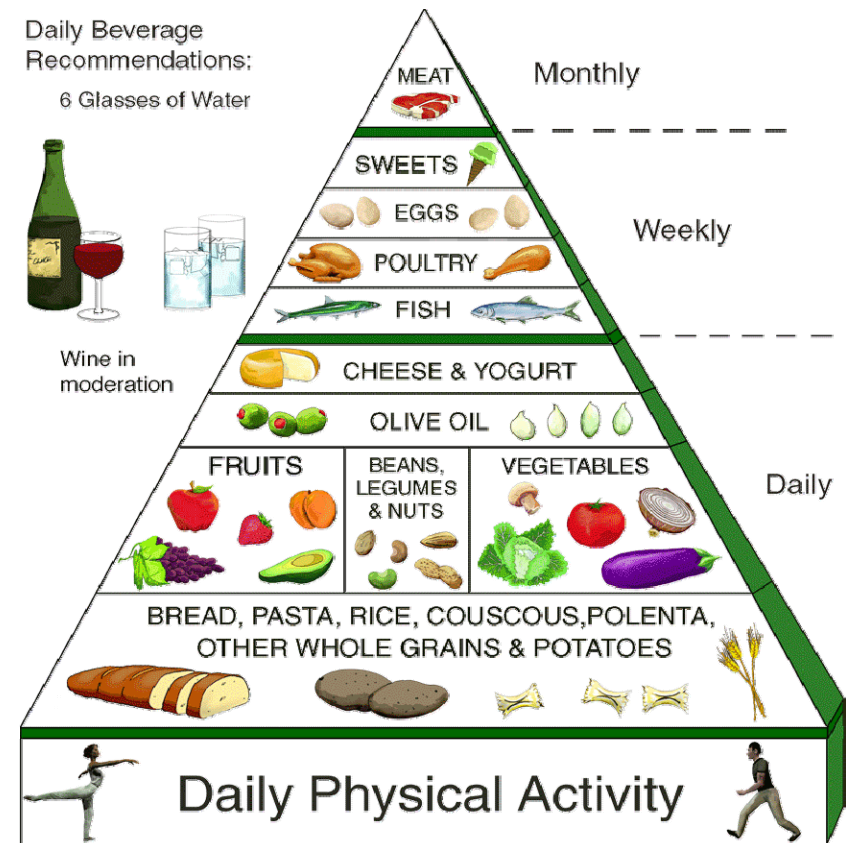 Daily Beverage
Recommendations:
6 Glasses of Water
Wine in
moderation
MEAT
Monthly
SWEETS
EGGS
Weekly
POULTRY
FISH
CHEESE & YOGURT
OLIVE OIL
FRUITS
BEANS,
LEGUMES
& NUTS
VEGETABLES
Daily
BREAD, PASTA, RICE, COUSCOUS,POLENTA,
OTHER WHOLE GRAINS & POTATOES
Daily Physical Activity